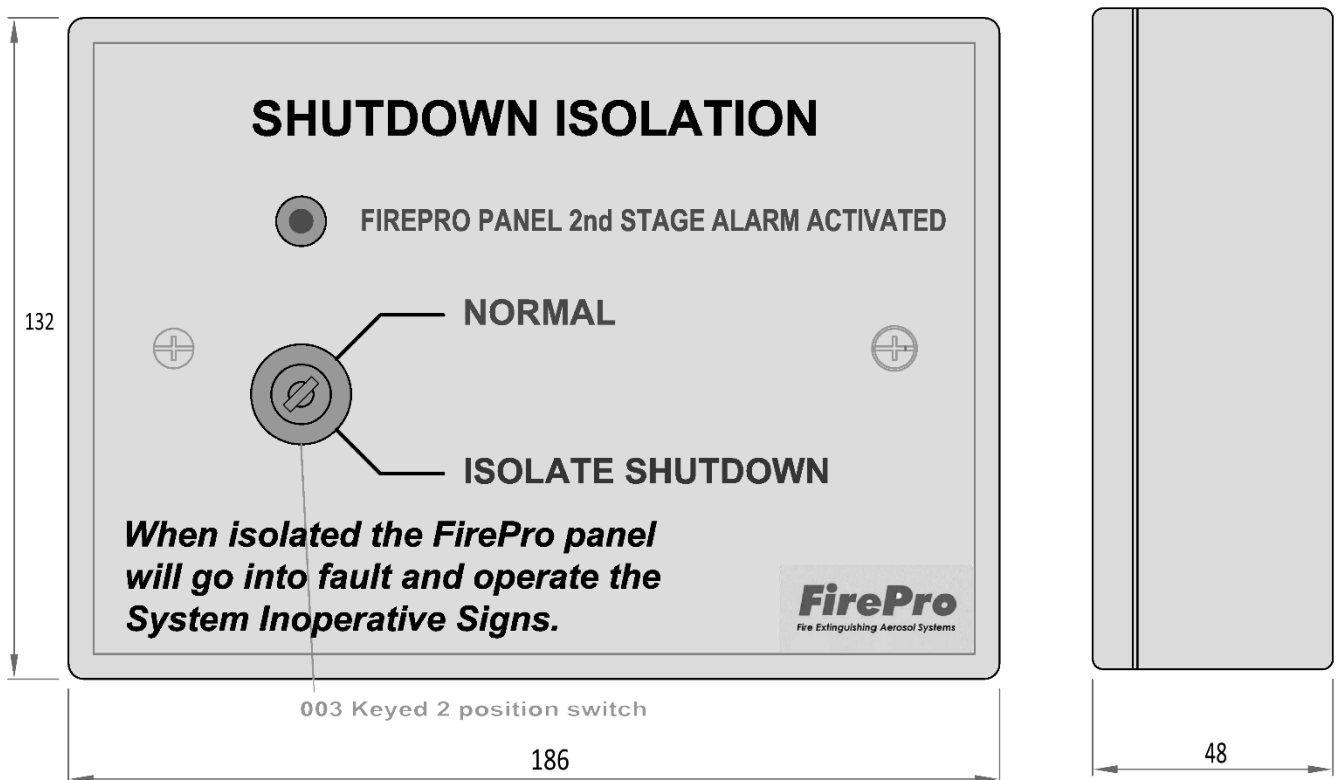 SHUTDOWN ISOLATION
FIREPRO PANEL 2nd STAGE ALARM ACTIVATED
NORMAL
132
ISOLATE SHUTDOWN
When isolated the FirePro panel
will go into fault and operate the
System Inoperative Signs.
FirePro
Fire Extinguishing Aerosol Systems
003 Keyed 2 position switch
186
48